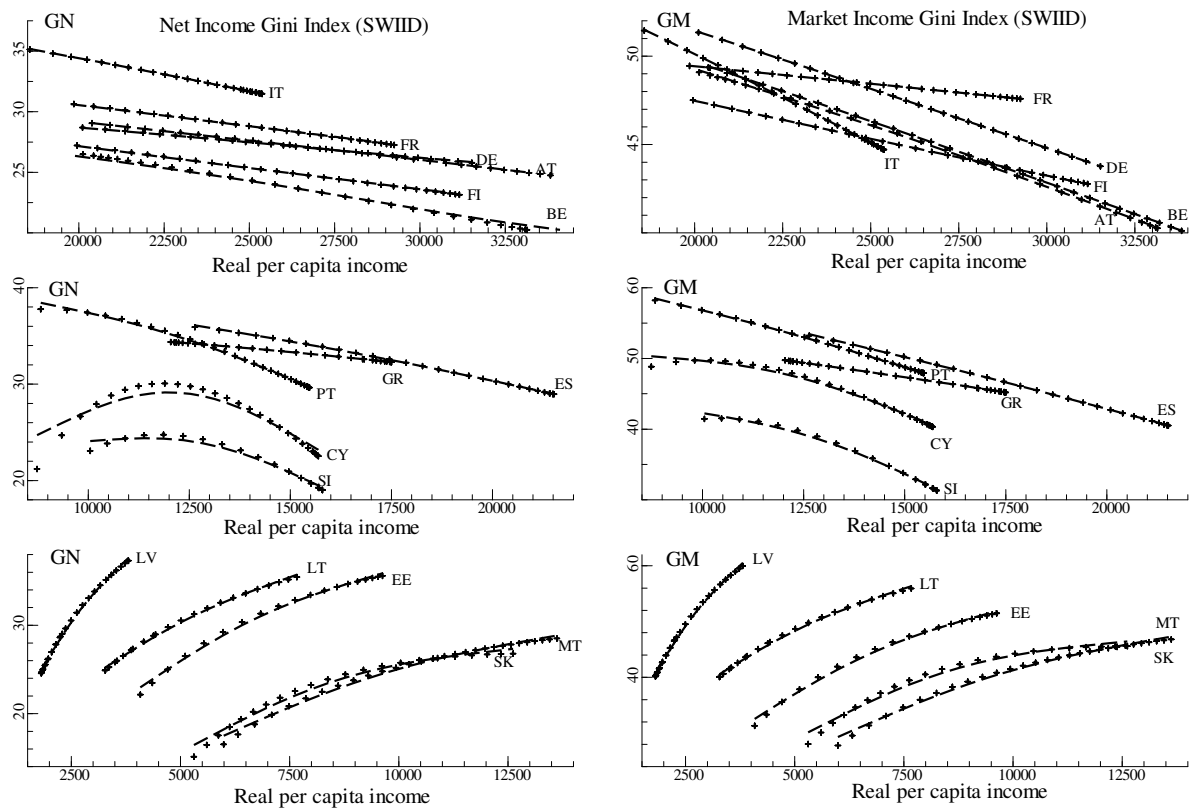 GN
Net Income Gini Index (SWIID)
35
30
25
IT
FR
DE
AT
FI
BE
20000 22500 25000 27500 30000 32500
Real per capita income
GM
Market Income Gini Index (SWIID)
50
45
FR
IT
DE
FI
AT
BE
20000 22500 25000 27500 30000 32500
Real per capita income
GN
40
30
20
PT
GR
ES
CY
SI
10000 12500 15000 17500 20000
Real per capita income
GM
60
50
40
PT
GR
ES
CY
SI
10000 12500 15000 17500 20000
Real per capita income
GN
38
28
18
LV
LT
EE
MT
SK
2500 5000 7500 10000 12500
Real per capita income
GM
60
40
LV
LT
EE
MT
SK
2500 5000 7500 10000 12500
Real per capita income